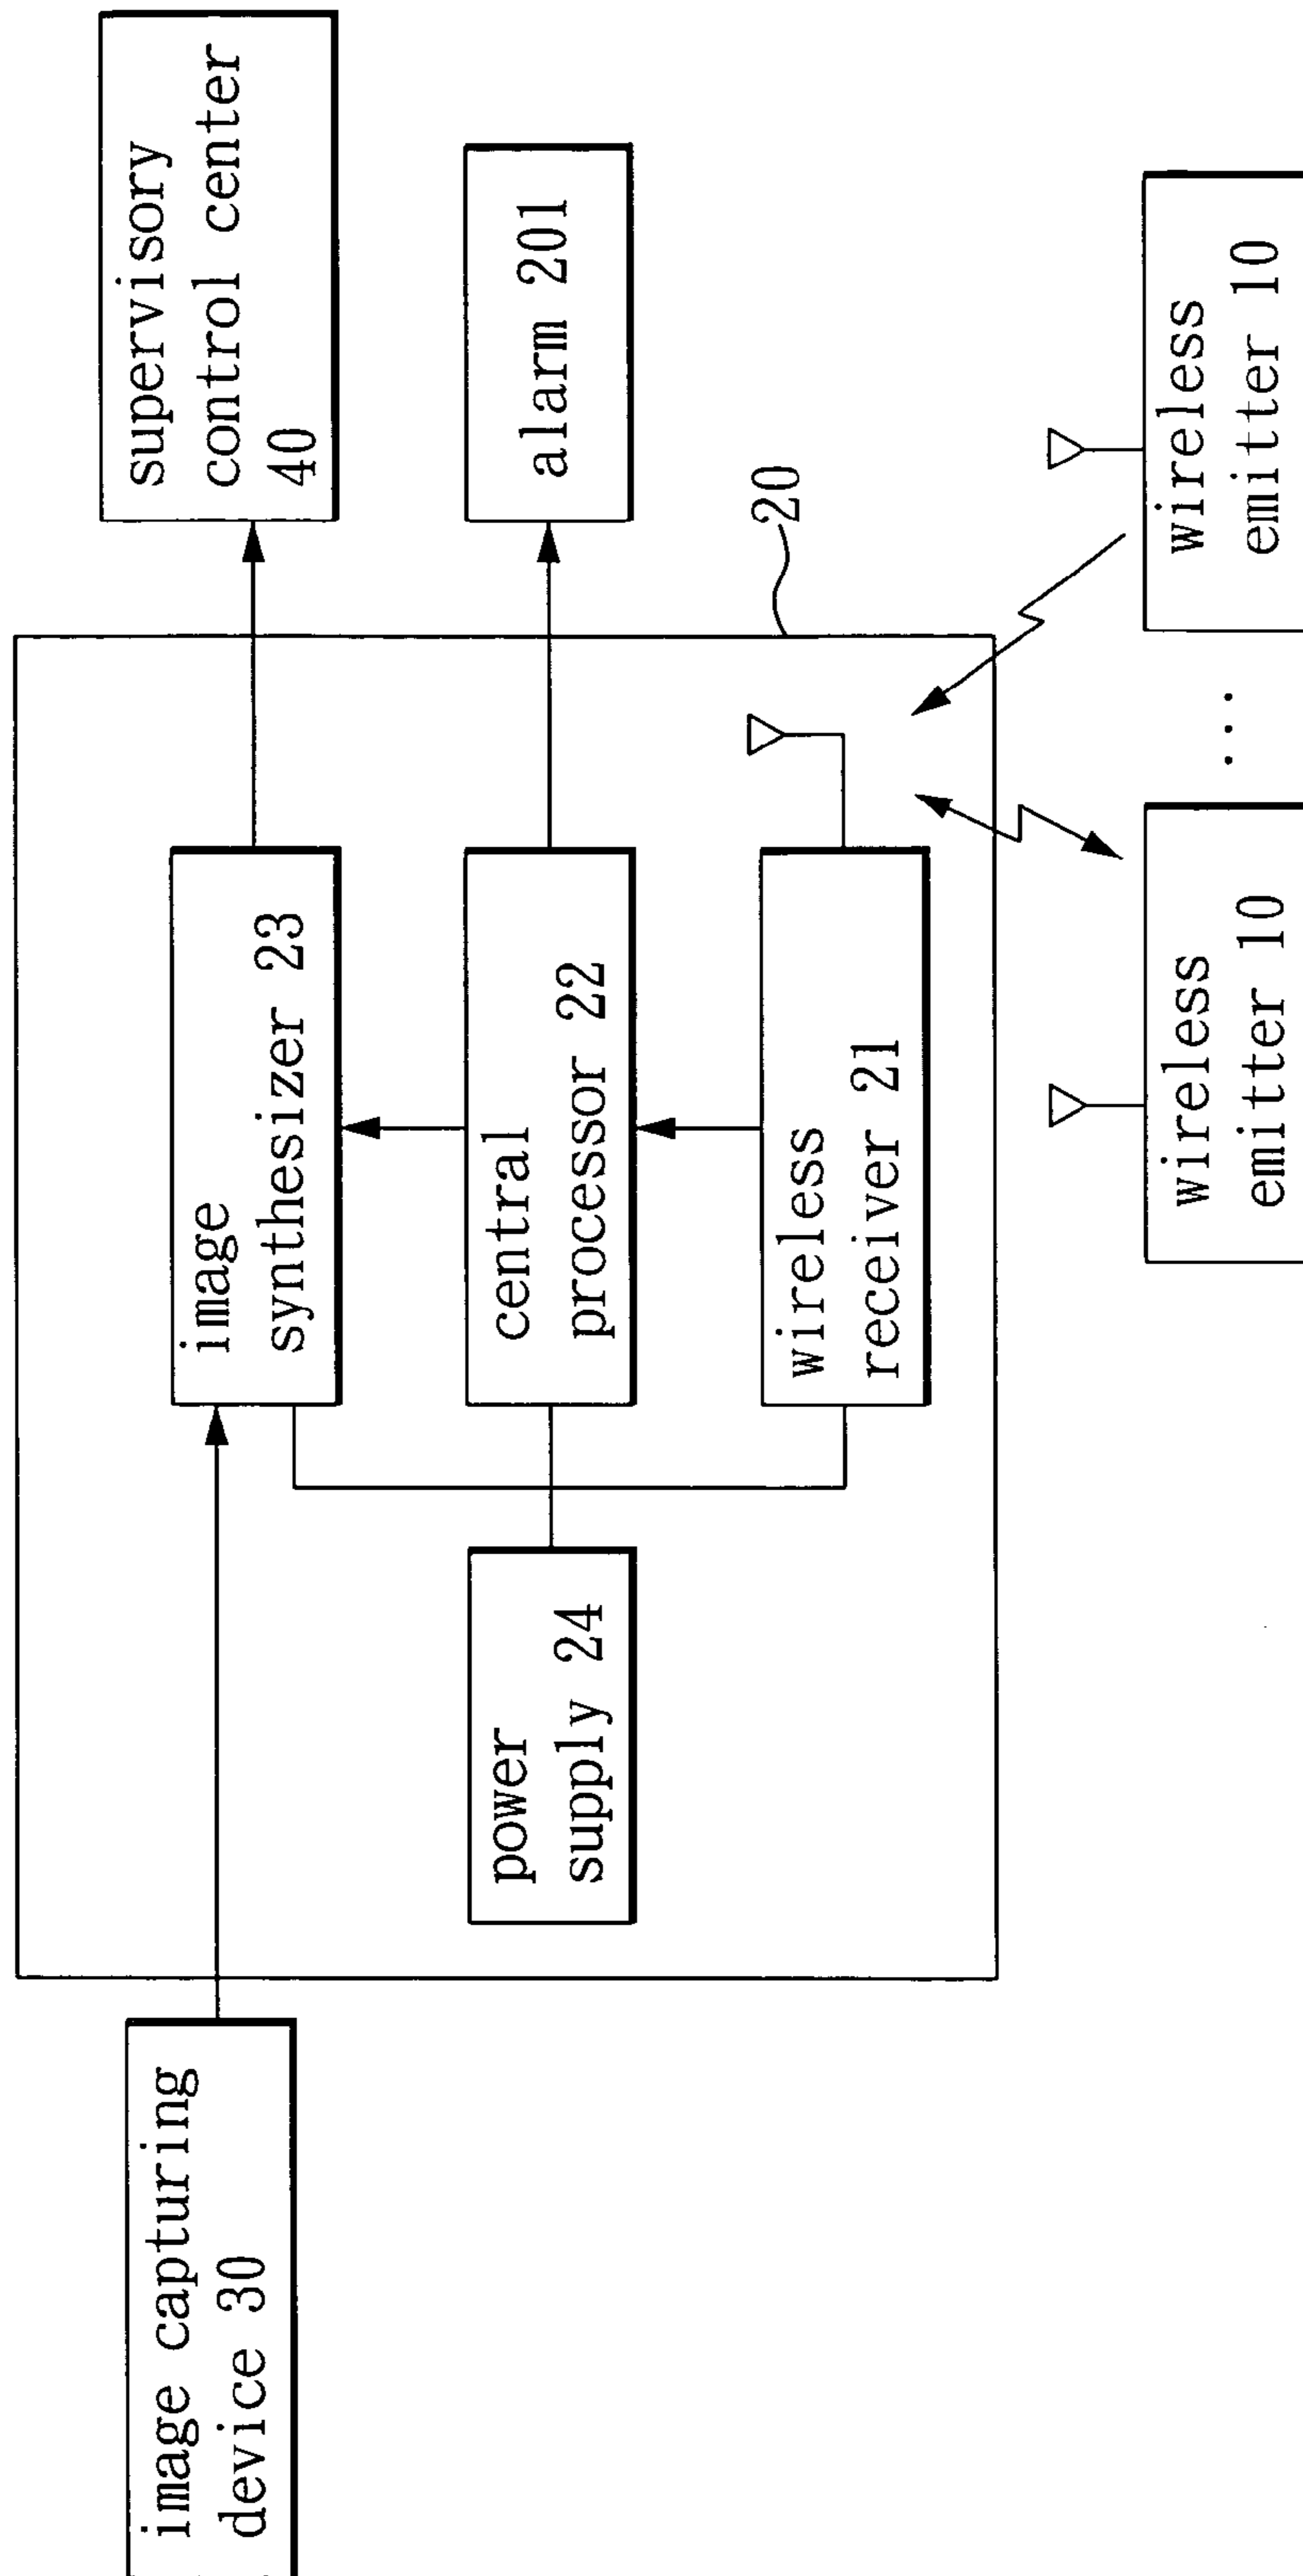 image capturing
device 30
image
synthesizer 23
supervisory
control center
40
power
supply 24
central
processor 22
alarm 201
wireless
receiver 21
20
wireless
emitter 10
...
wireless
emitter 10